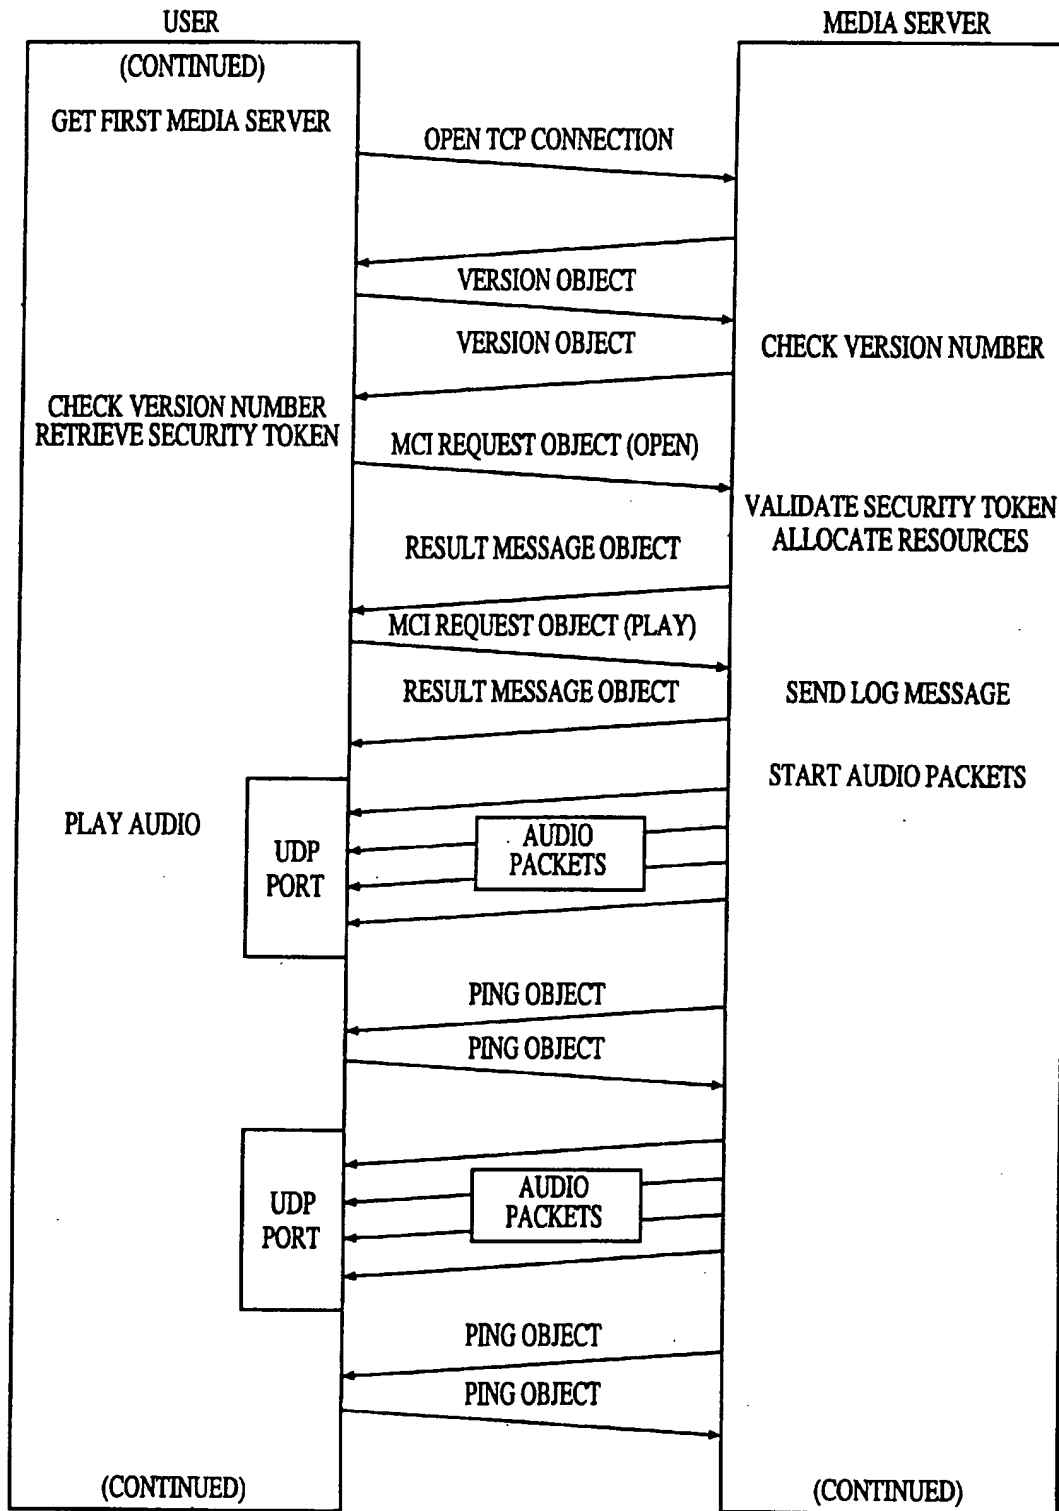 USER
MEDIA SERVER
(CONTINUED)
GET FIRST MEDIA SERVER
OPEN TCP CONNECTION
VERSION OBJECT
VERSION OBJECT
CHECK VERSION NUMBER
CHECK VERSION NUMBER
RETRIEVE SECURITY TOKEN
MCI REQUEST OBJECT (OPEN)
VALIDATE SECURITY TOKEN
ALLOCATE RESOURCES
RESULT MESSAGE OBJECT
MCI REQUEST OBJECT (PLAY)
RESULT MESSAGE OBJECT
SEND LOG MESSAGE
START AUDIO PACKETS
PLAY AUDIO
UDP
PORT
AUDIO
PACKETS
PING OBJECT
PING OBJECT
UDP
PORT
AUDIO
PACKETS
PING OBJECT
PING OBJECT
(CONTINUED)
(CONTINUED)